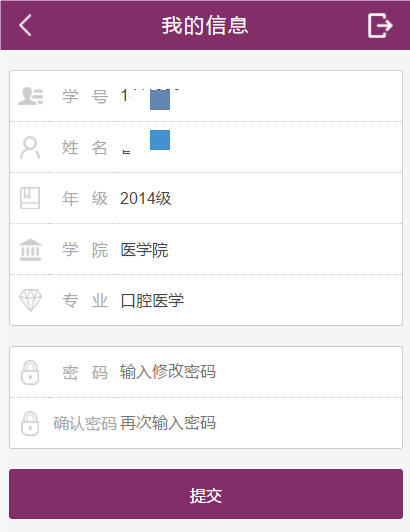 我的信息
学 号
姓 名
年 级 2014级
学 院 医学院
专 业 口腔医学
密 码 输入修改密码
确认密码 再次输入密码
提交